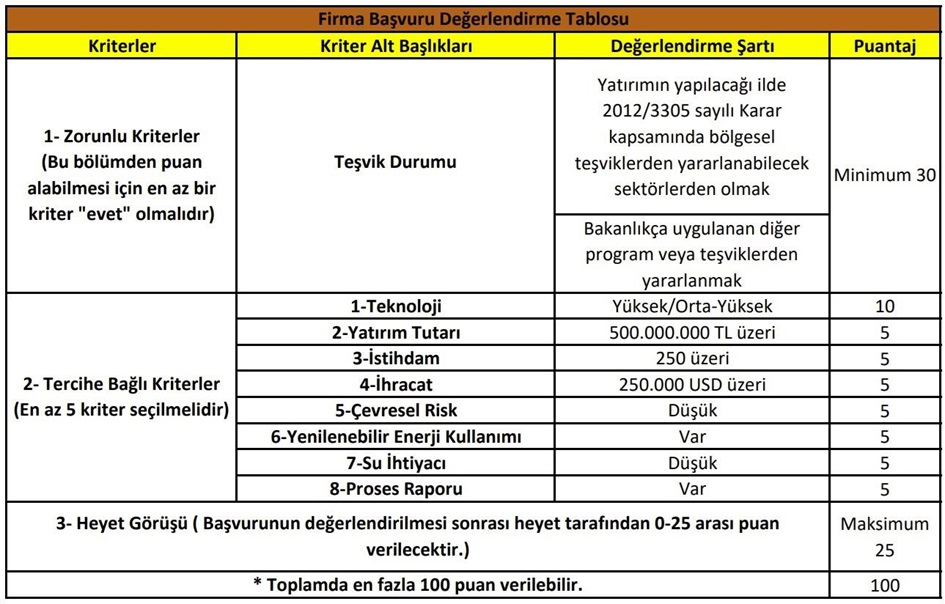 Firma Başvuru Değerlendirme Tablosu
Kriterler
Kriter Alt Başlıkları
Değerlendirme Şartı
Puantaj
1- Zorunlu Kriterler
(Bu bölümden puan
alabilmesi için en az bir
kriter "evet" olmalıdır)
Teşvik Durumu
Yatırımın yapılacağı ilde
2012/3305 sayılı Karar
kapsamında bölgesel
teşviklerden yararlanabilecek
sektörlerden olmak
Minimum 30
Bakanlıkça uygulanan diğer
program veya teşviklerden
yararlanmak
2- Tercihe Bağlı Kriterler
(En az 5 kriter seçilmelidir)
1-Teknoloji
Yüksek/Orta-Yüksek
10
2-Yatırım Tutarı
500.000.000 TL üzeri
5
3-İstihdam
250 üzeri
5
4-İhracat
250.000 USD üzeri
5
5-Çevresel Risk
Düşük
5
6-Yenilenebilir Enerji Kullanımı
Var
5
7-Su İhtiyacı
Düşük
5
8-Proses Raporu
Var
5
3- Heyet Görüşü ( Başvurunun değerlendirilmesi sonrası heyet tarafından 0-25 arası puan
verilecektir.)
Maksimum
25
* Toplamda en fazla 100 puan verilebilir.
100